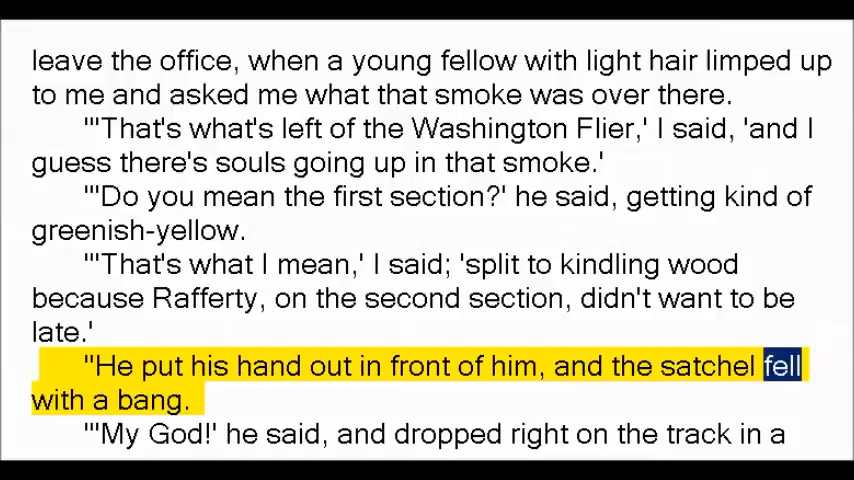 leave the office, when a young fellow with light hair limped up
to me and asked me what that smoke was over there.
"'That's what's left of the Washington Flier,' I said, 'and I
guess there's souls going up in that smoke.'
"'Do you mean the first section?' he said, getting kind of
greenish-yellow.
"'That's what I mean,' I said; 'split to kindling wood
because Rafferty, on the second section, didn't want to be
late.'
"He put his hand out in front of him, and the satchel fell
with a bang.
"'My God!' he said, and dropped right on the track in a